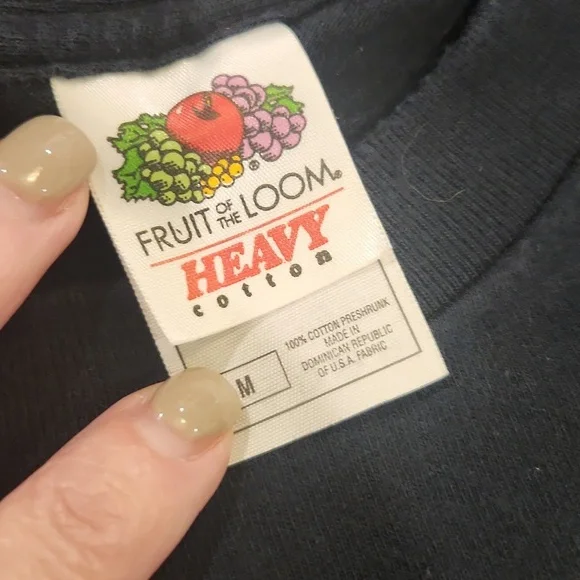 FRUIT OF THE LOOM®
HEAVY
cotton
M
100% COTTON PRESHRUNK
MADE IN
DOMINICAN REPUBLIC
OF U.S.A. FABRIC